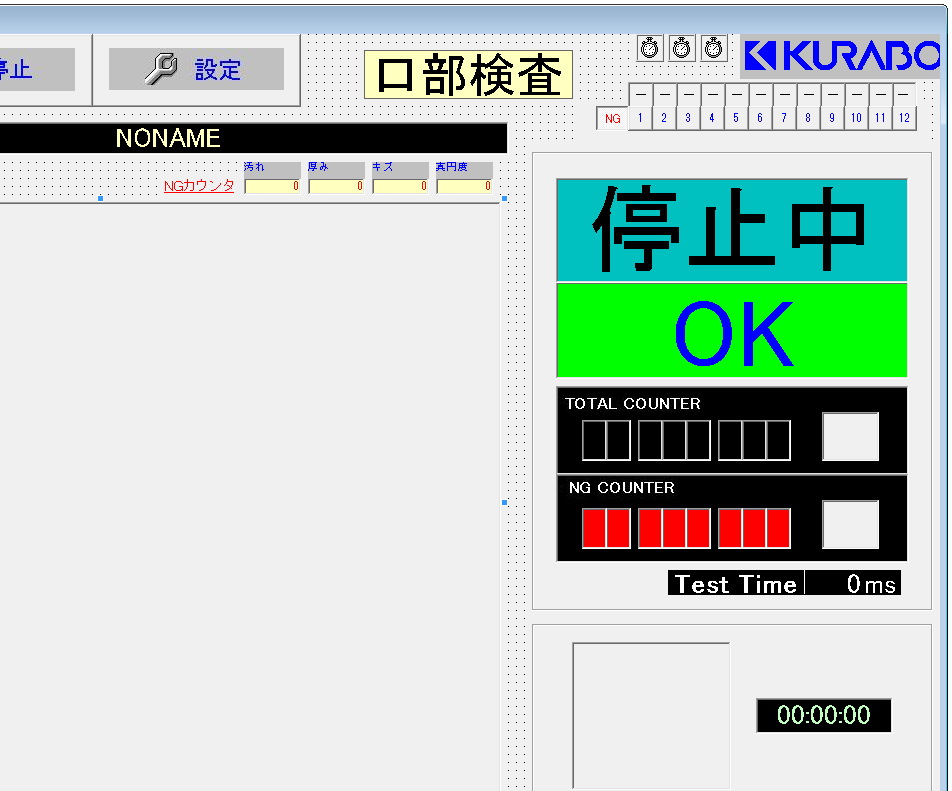 停止
設定
口部検査
KURABO
－ － － － － － － － － － － －
NG 1 2 3 4 5 6 7 8 9 10 11 12
NONAME
汚れ 厚み キズ 真円度
NGカウンタ 0 0 0 0
停止中
OK
TOTAL COUNTER
NG COUNTER
Test Time 0ms
00:00:00